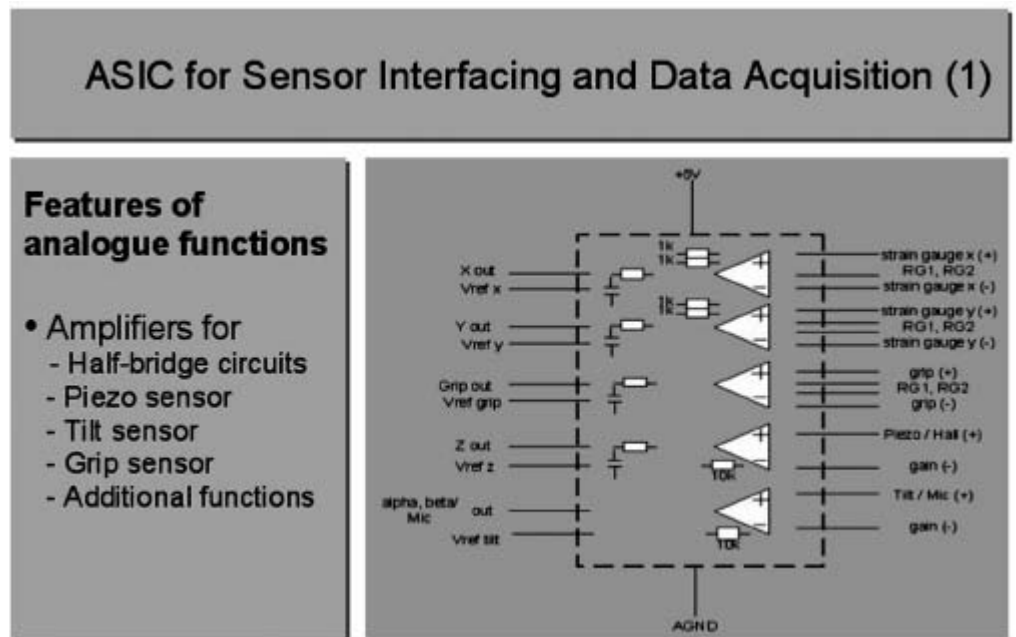 ASIC for Sensor Interfacing and Data Acquisition (1)
Features of
analogue functions
• Amplifiers for
- Half-bridge circuits
- Piezo sensor
- Tilt sensor
- Grip sensor
- Additional functions
+5V
1k
1k
X out
Vref x
strain gauge x (+)
RG1, RG2
strain gauge x (-)
1k
1k
Y out
Vref y
strain gauge y (+)
RG1, RG2
strain gauge y (-)
Grip out
Vref grip
grip (+)
RG1, RG2
grip (-)
Z out
Vref z
10k
Piezo / Hall (+)
gain (-)
alpha, beta/
Mic
out
Vref tilt
10k
Tilt / Mic (+)
gain (-)
AGND